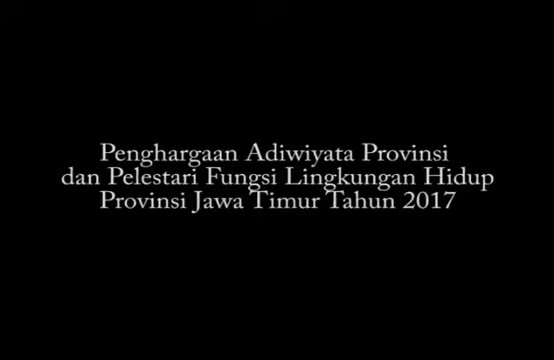 Penghargaan Adiwiyata Provinsi
dan Pelestari Fungsi Lingkungan Hidup
Provinsi Jawa Timur Tahun 2017